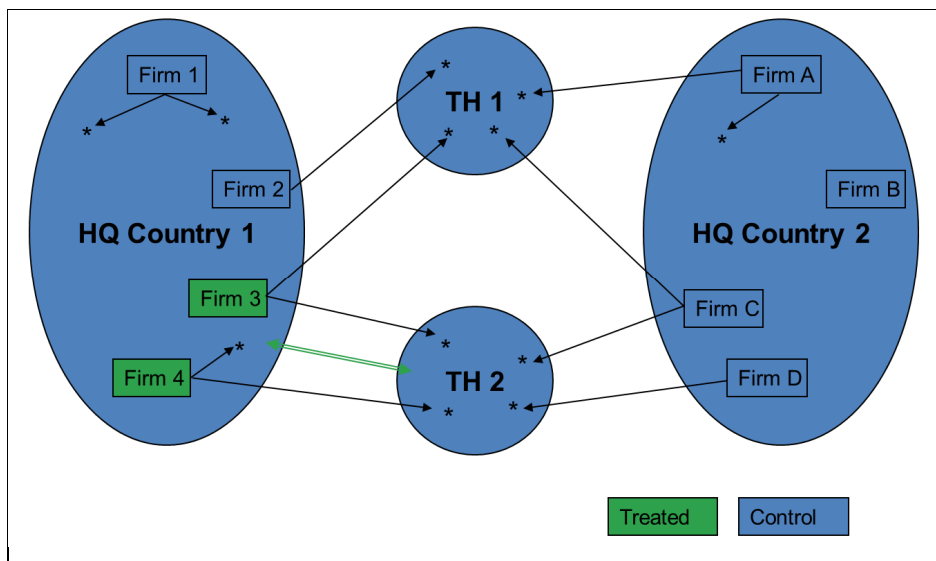 Firm 1
*
*
Firm 2
HQ Country 1
Firm 3
*
Firm 4
*
TH 1
*
*
*
*
TH 2
*
*
*
Firm A
*
Firm B
HQ Country 2
Firm C
Firm D
Treated
Control